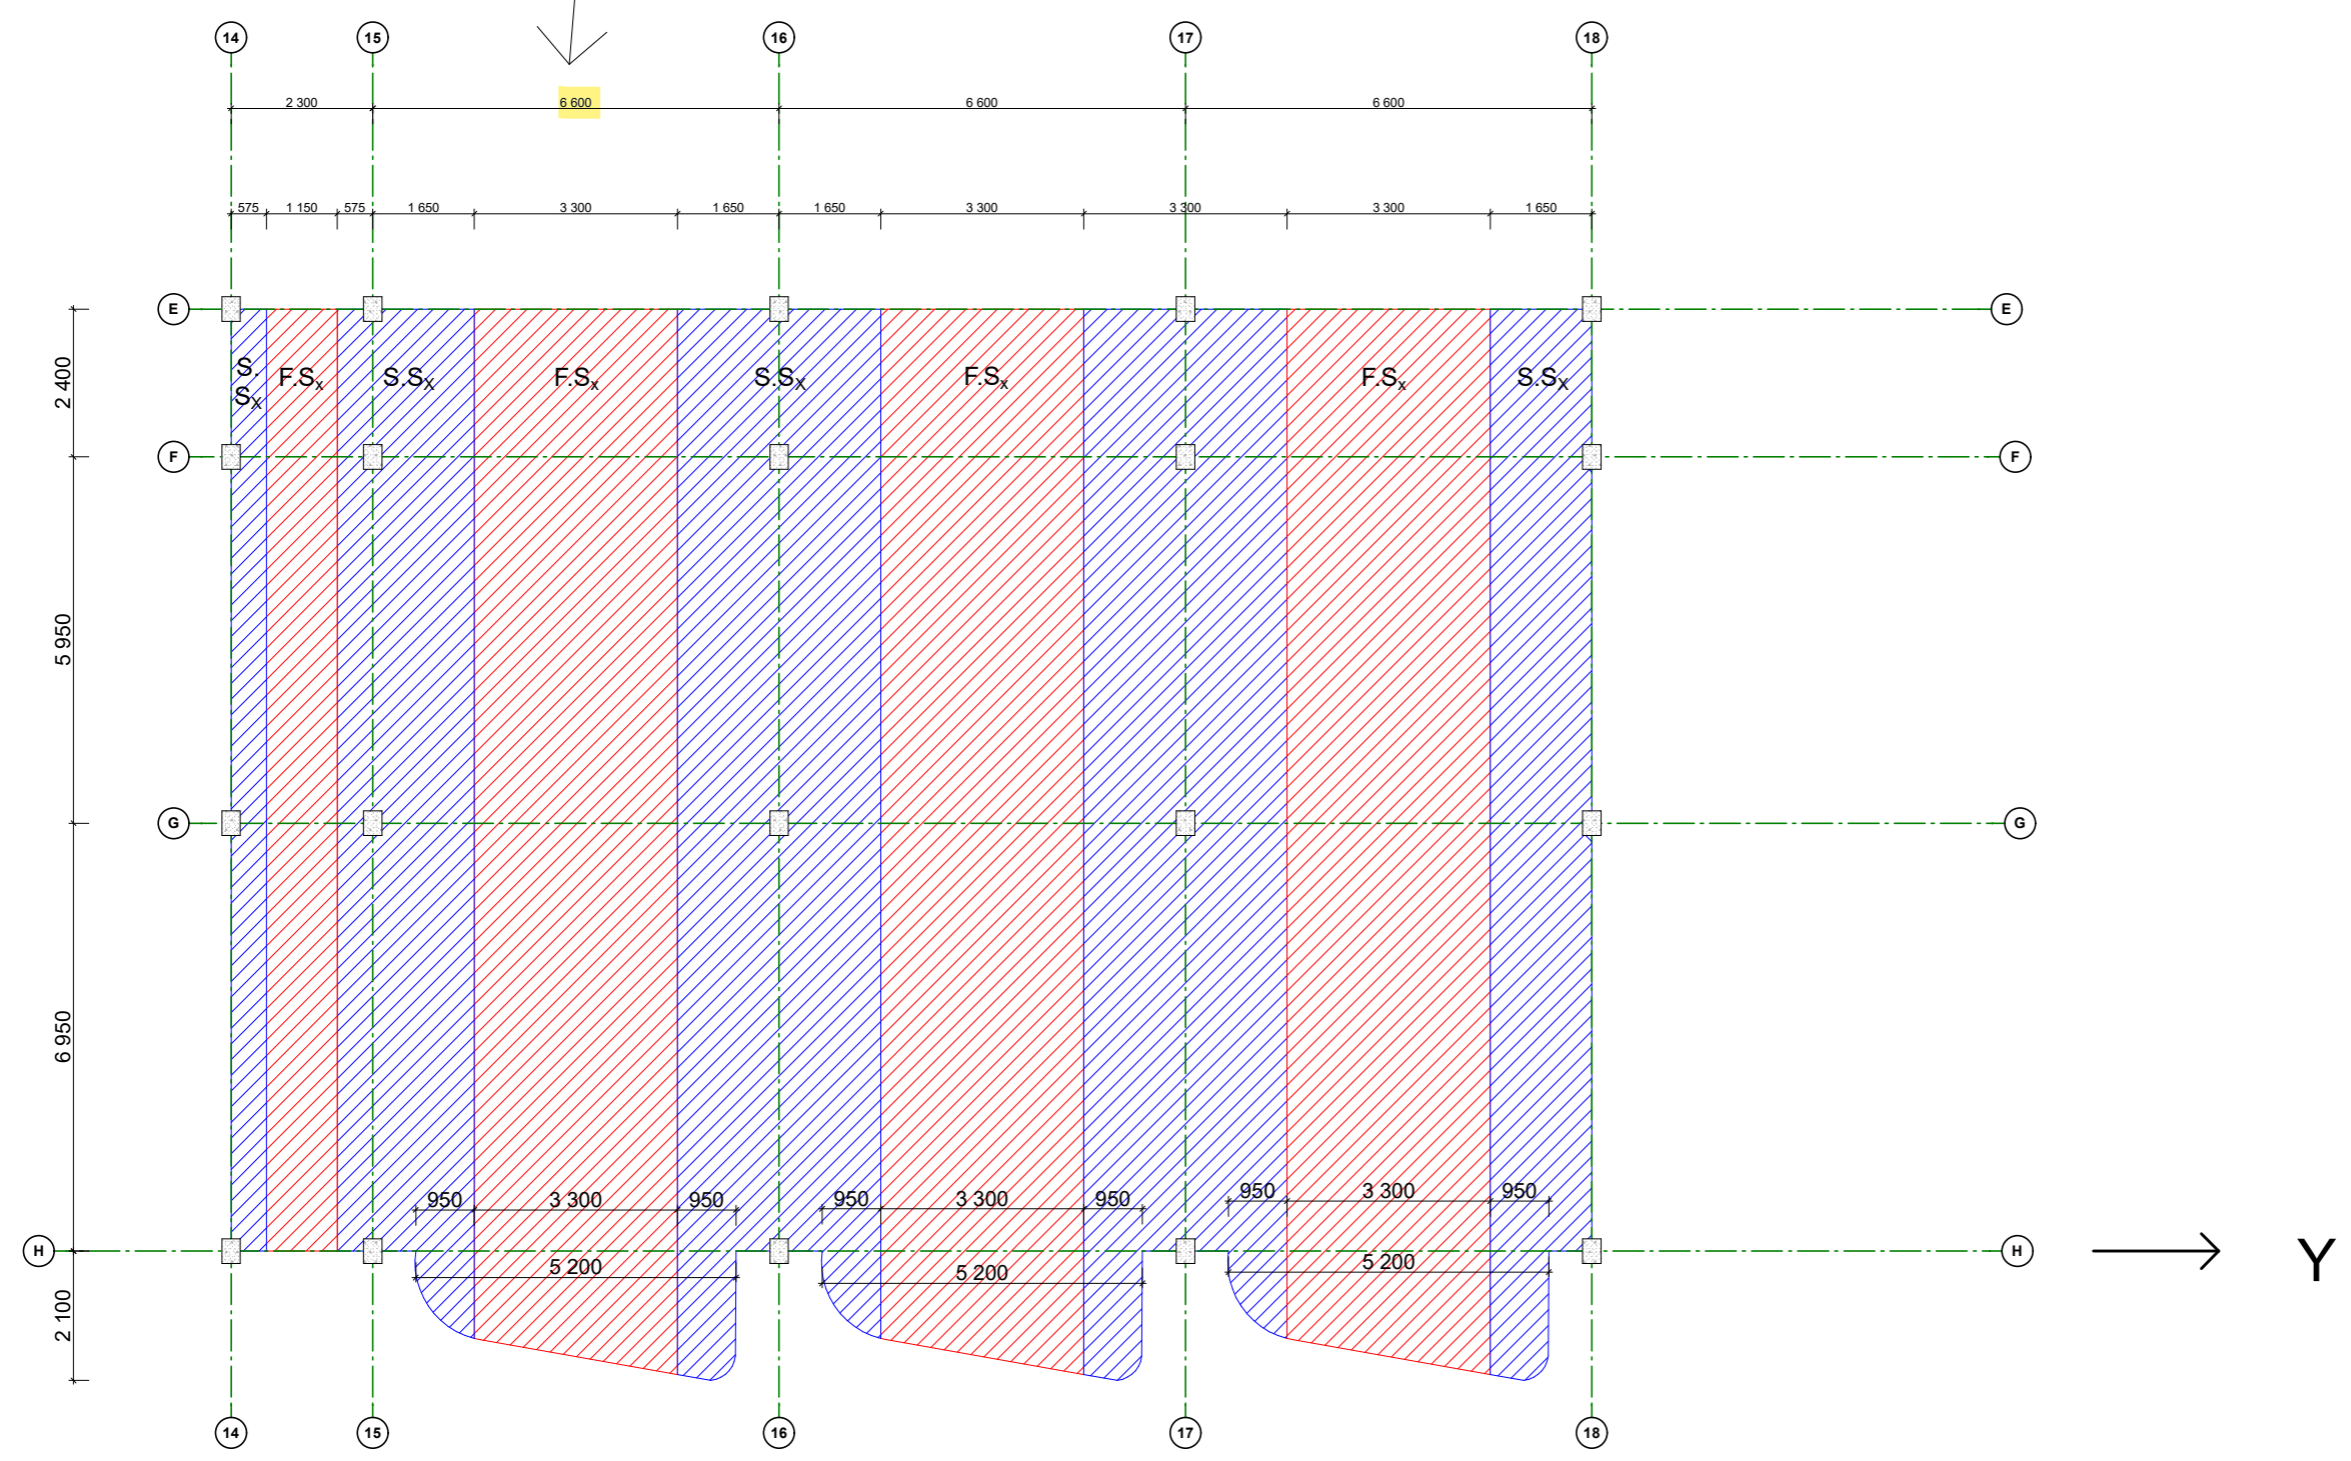 14 15 16 17 18
2 300 6 600 6 600 6 600
575 1 150 575 1 650 3 300 1 650 1 650 3 300 3 300 3 300 1 650
E E
2 400
S. F.Sx S.SX F.Sx S.SX F.Sx F.Sx S.SX
SX
F F
5 950
G G
6 950
950 3 300 950 950 3 300 950 950 3 300 950
H H Y
5 200 5 200 5 200
2 100
14 15 16 17 18